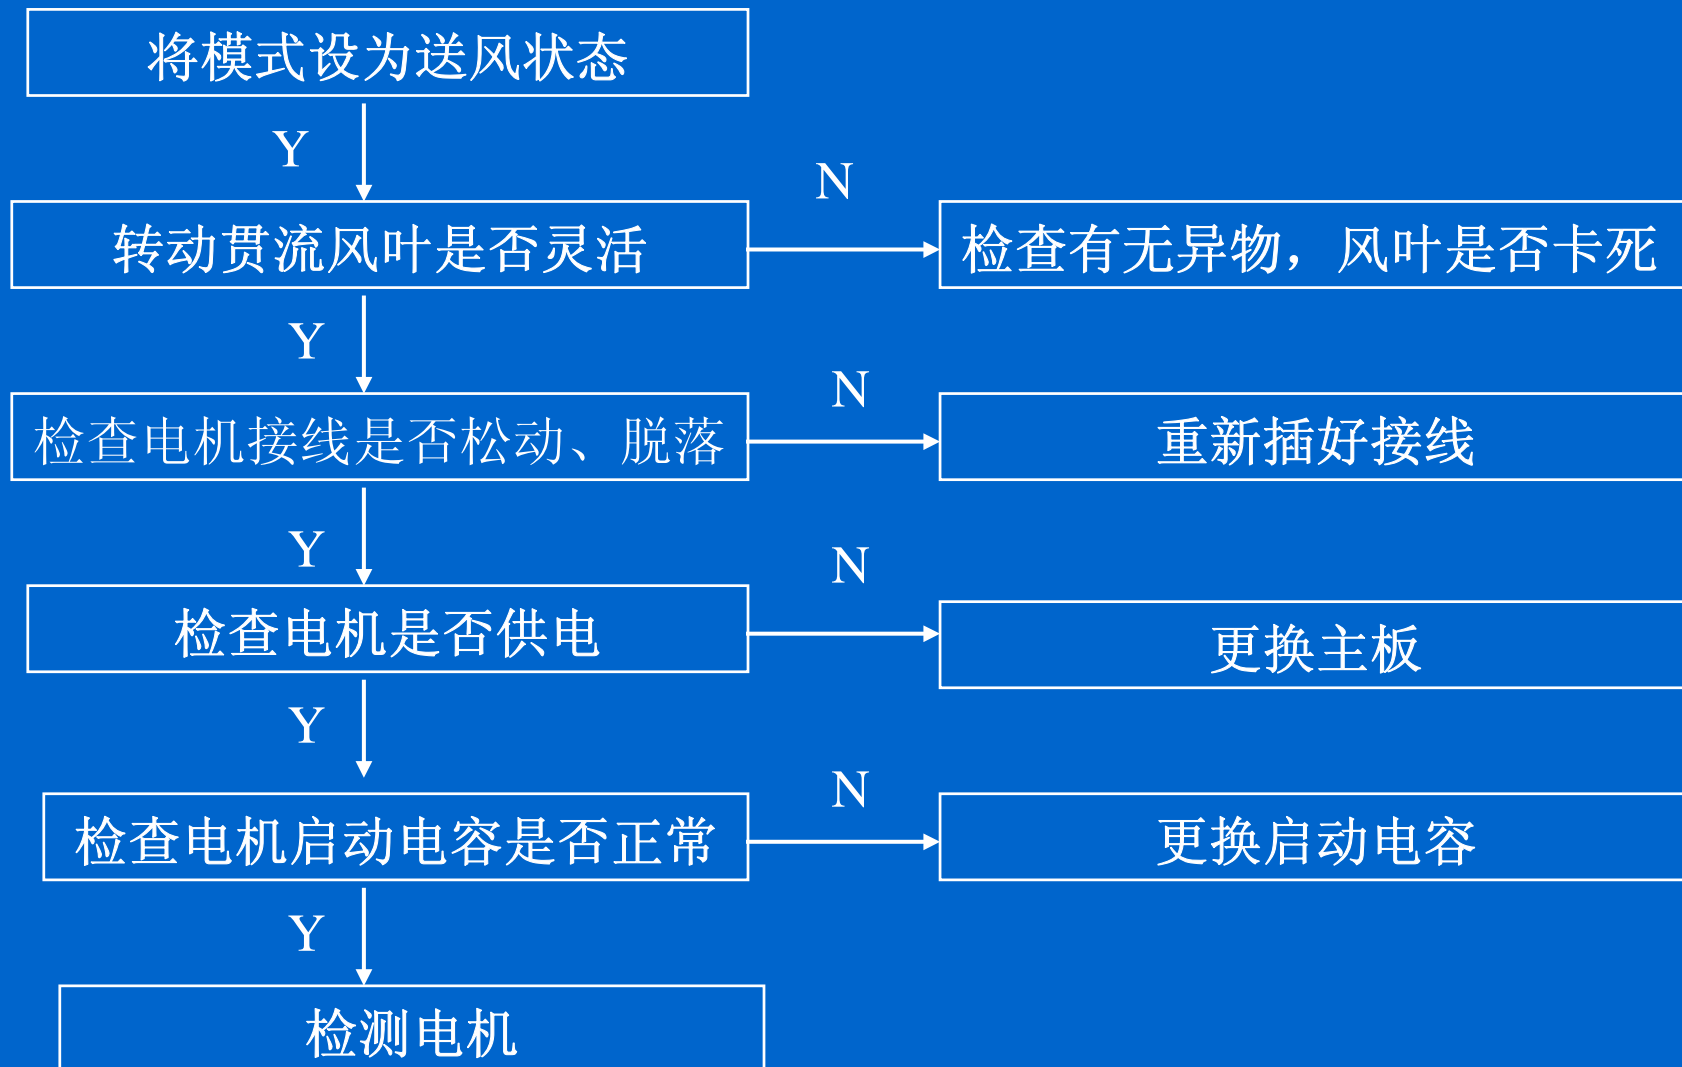 将模式设为送风状态
Y
N
转动贯流风叶是否灵活
检查有无异物，风叶是否卡死
Y
N
检查电机接线是否松动、脱落
重新插好接线
Y
N
检查电机是否供电
更换主板
Y
N
检查电机启动电容是否正常
更换启动电容
Y
检测电机